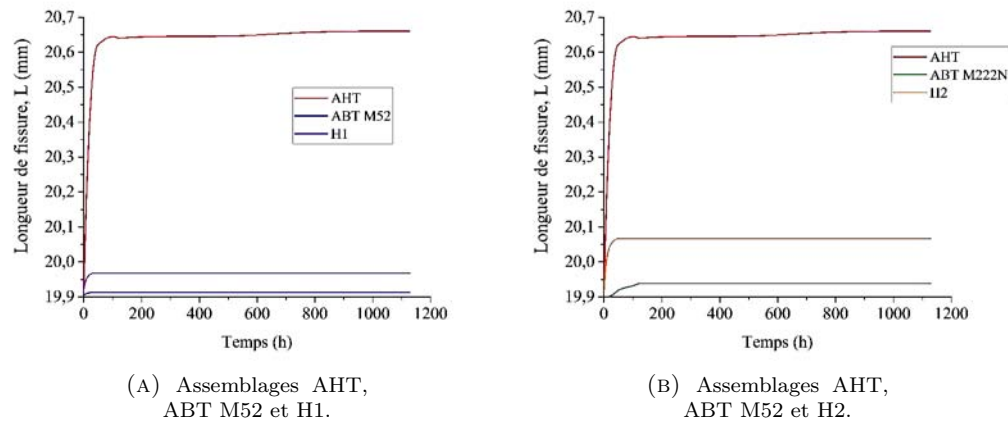 20,7
20,6
20,5
20,4
20,3
20,2
20,1
20,0
19,9
Longueur de fissure, L (mm)
0 200 400 600 800 1000 1200
Temps (h)
AHT
ABT M52
H1
(A) Assemblages AHT,
ABT M52 et H1.
20,7
20,6
20,5
20,4
20,3
20,2
20,1
20,0
19,9
Longueur de fissure, L (mm)
0 200 400 600 800 1000 1200
Temps (h)
AHT
ABT M222N
H2
(B) Assemblages AHT,
ABT M52 et H2.